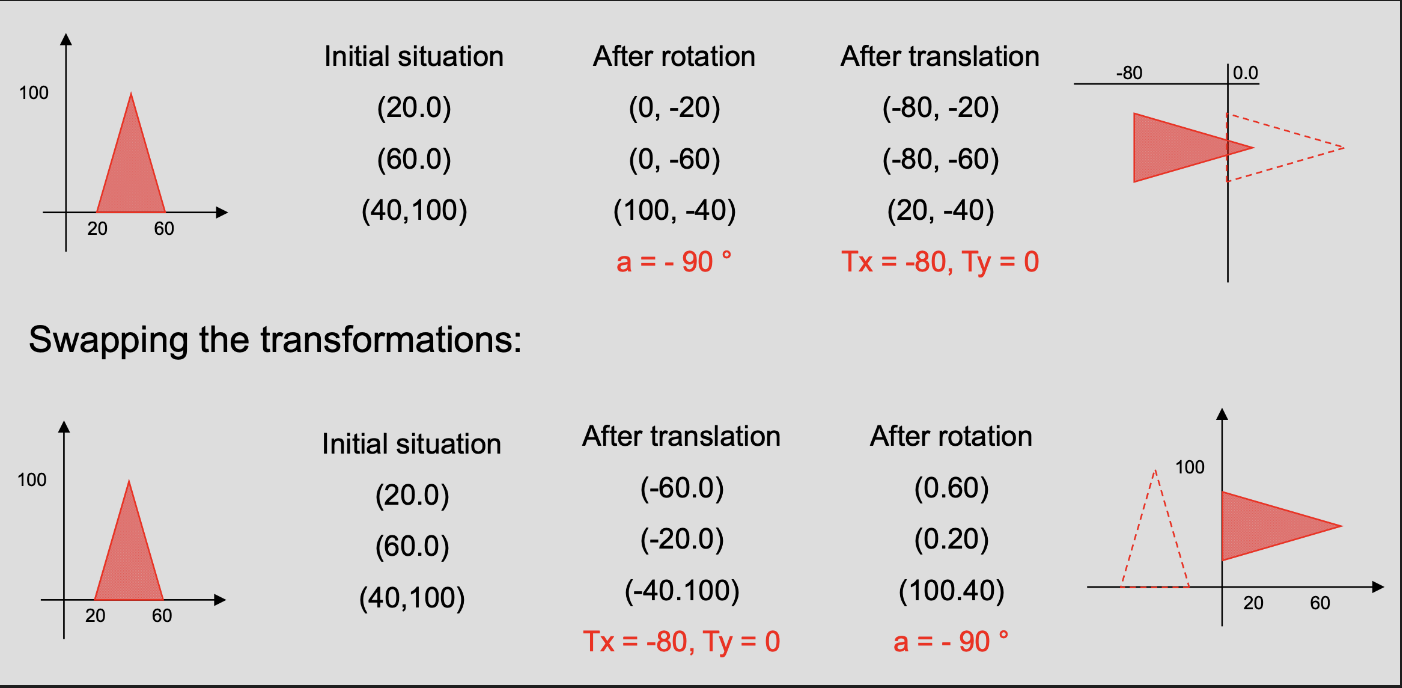 Initial situation After rotation After translation
100 (20.0) (0, -20) (-80, -20) -80 0.0
(60.0) (0, -60) (-80, -60)
(40,100) (100, -40) (20, -40)
20 60
a = - 90 ° Tx = -80, Ty = 0
Swapping the transformations:
Initial situation After translation After rotation
100 (20.0) (-60.0) (0.60) 100
(60.0) (-20.0) (0.20)
(40,100) (-40.100) (100.40)
20 60 20 60
Tx = -80, Ty = 0 a = - 90 °